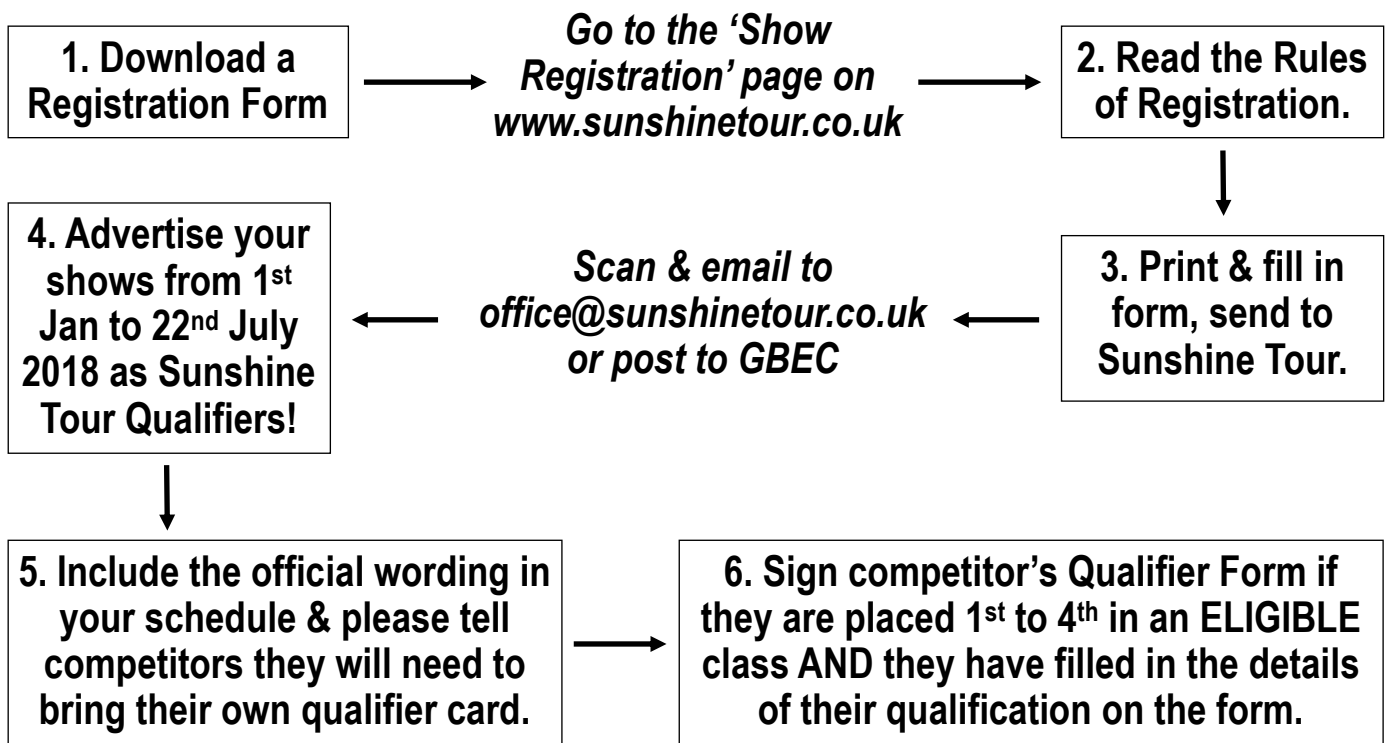 1. Download a
Registration Form
Go to the ‘Show
Registration’ page on
www.sunshinetour.co.uk
2. Read the Rules
of Registration.
3. Print & fill in
form, send to
Sunshine Tour.
Scan & email to
office@sunshinetour.co.uk
or post to GBEC
4. Advertise your
shows from 1st
Jan to 22nd July
2018 as Sunshine
Tour Qualifiers!
5. Include the official wording in
your schedule & please tell
competitors they will need to
bring their own qualifier card.
6. Sign competitor’s Qualifier Form if
they are placed 1st to 4th in an ELIGIBLE
class AND they have filled in the details
of their qualification on the form.